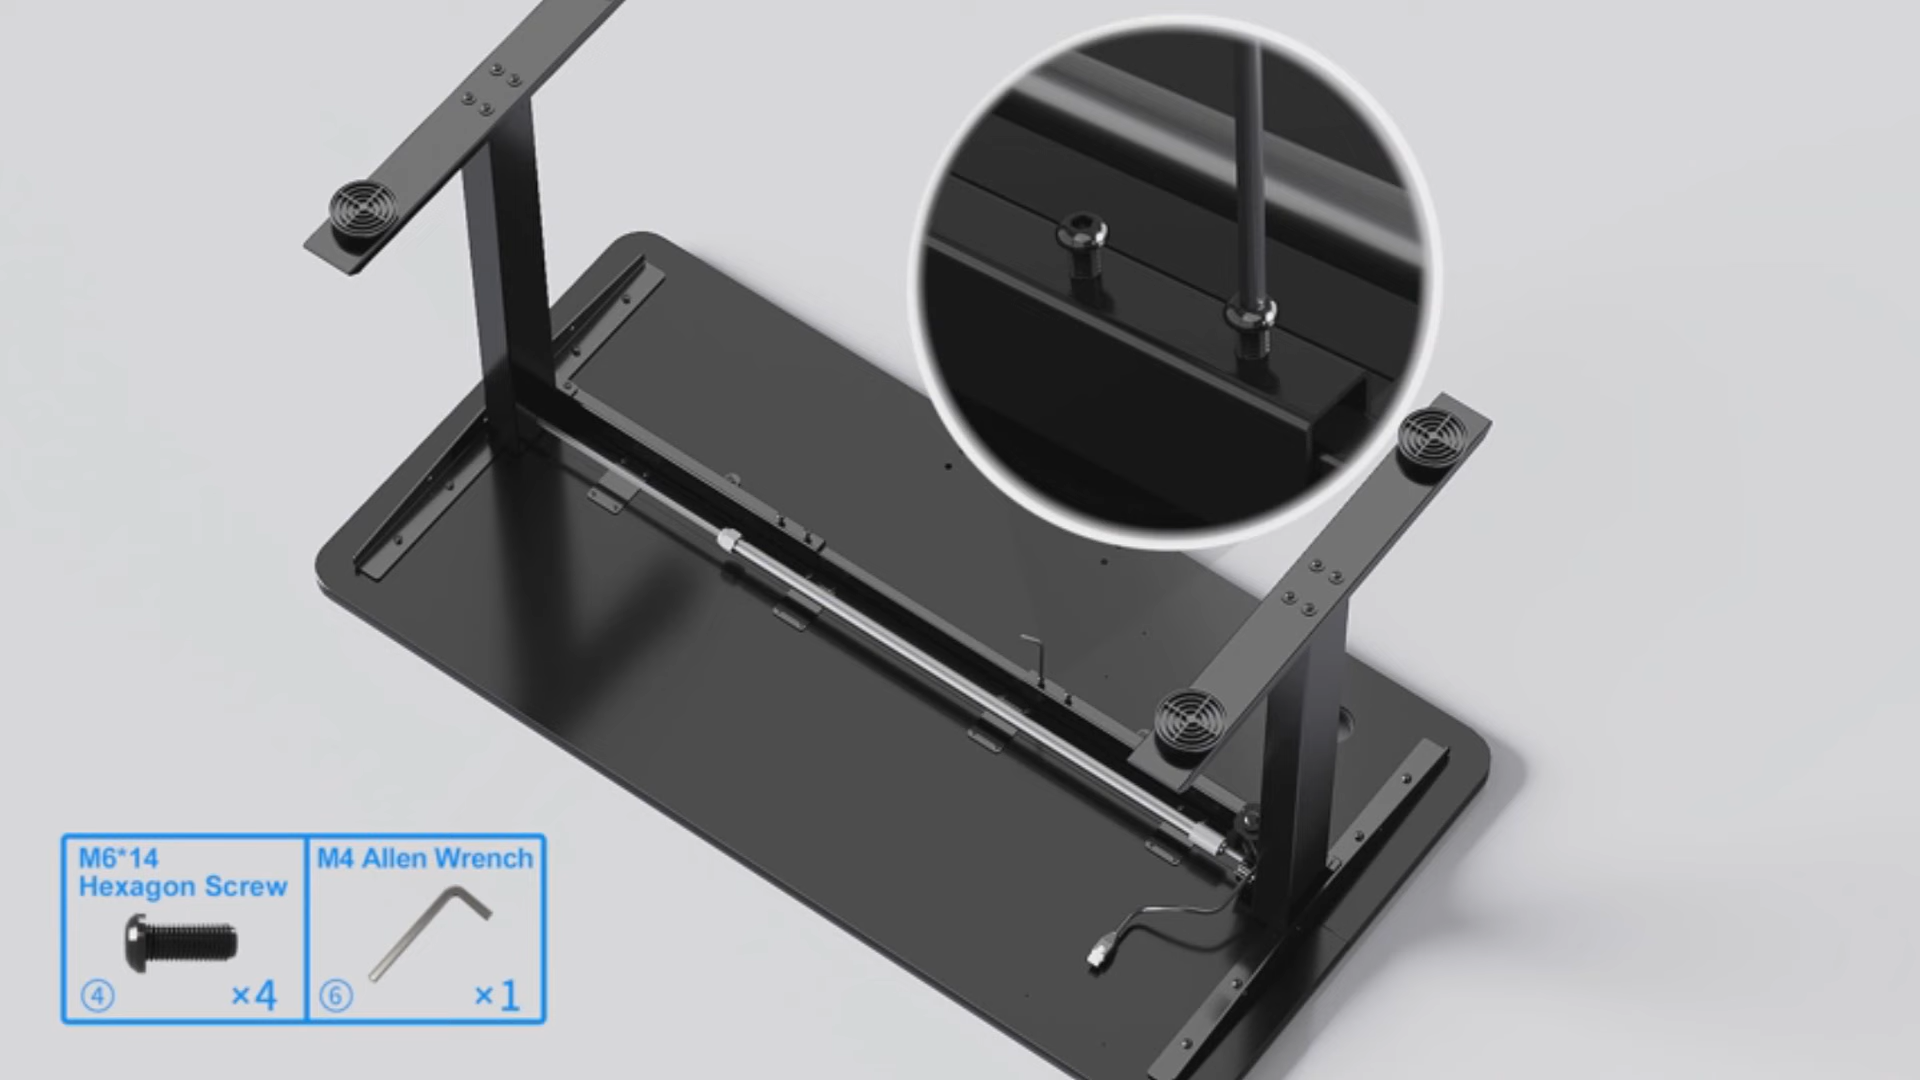 M6*14
Hexagon Screw
④
×4
M4 Allen Wrench
⑥
×1